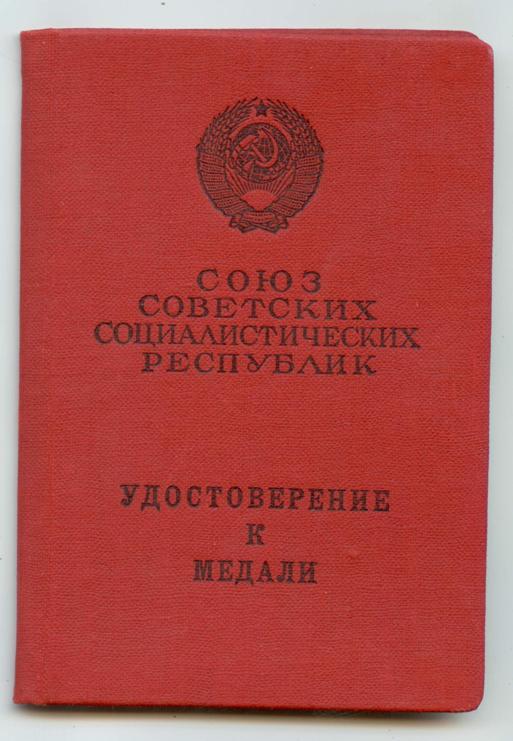 СОЮЗ
СОВЕТСКИХ
СОЦИАЛИСТИЧЕСКИХ
РЕСПУБЛИК
УДОСТОВЕРЕНИЕ
К
МЕДАЛИ